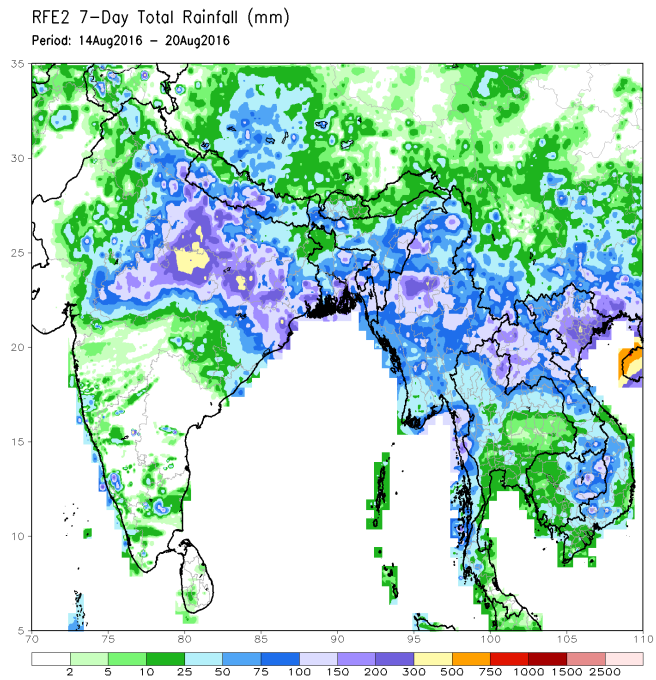 RFE2 7-Day Total Rainfall (mm)
Period: 14Aug2016 – 20Aug2016
35
30
25
20
15
10
5
70 75 80 85 90 95 100 105 110
2 5 10 25 50 75 100 150 200 300 500 750 1000 1500 2500